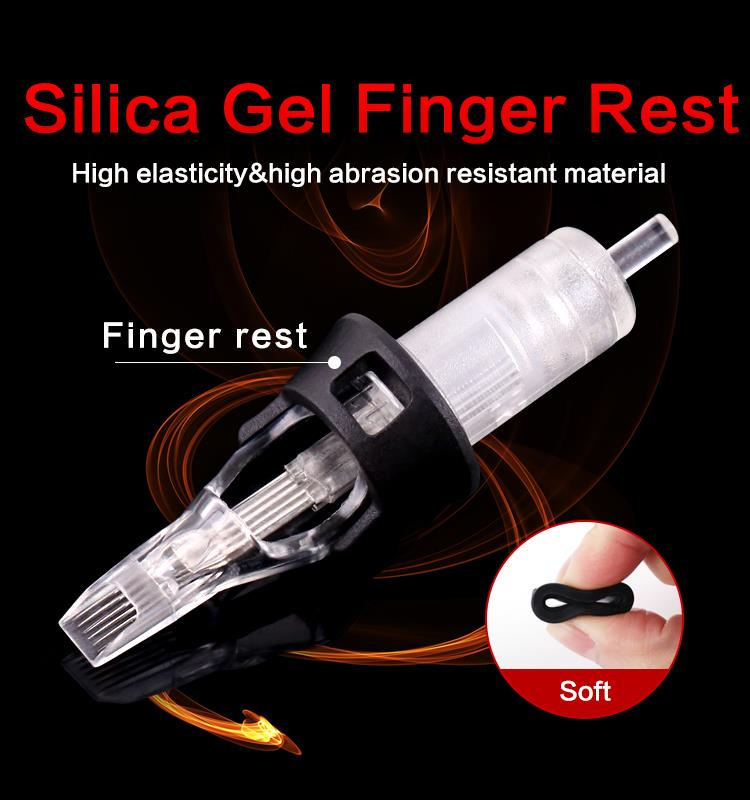 Silica Gel Finger Rest
High elasticity&high abrasion resistant material
Finger rest
Soft